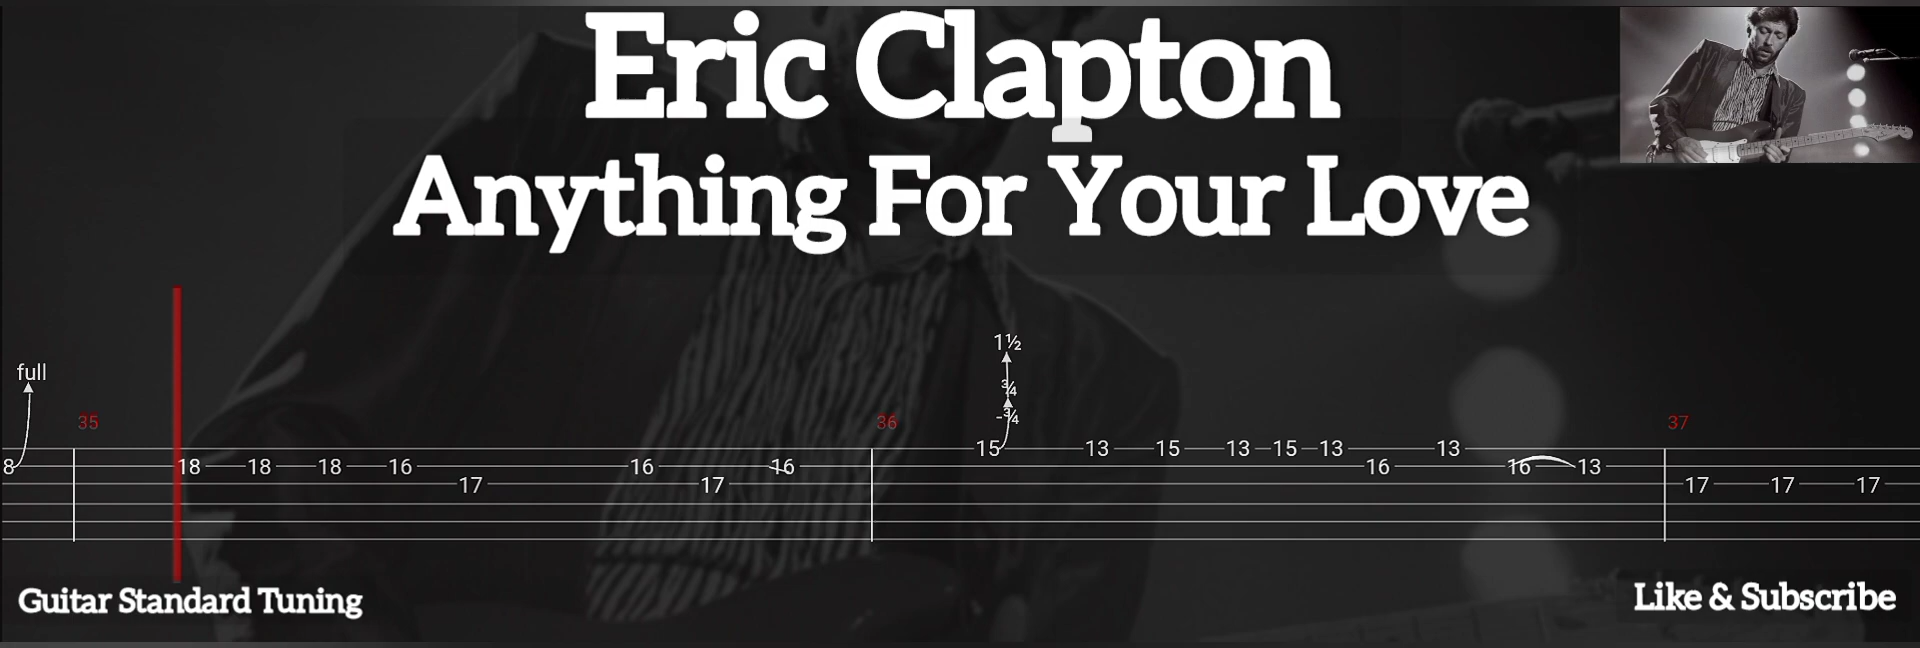 Eric Clapton
Anything For Your Love
1½
full
¾
-¾
35 36 37
15 13 15 13 15 13 13
8 18 18 18 16 16 16 16 16 13
17 17 17 17 17
Guitar Standard Tuning
Like & Subscribe